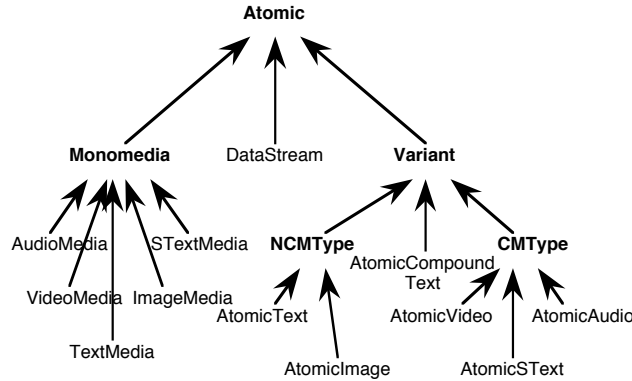 Atomic
Monomedia
DataStream
Variant
AudioMedia
STextMedia
NCMType
AtomicCompound
Text
CMType
VideoMedia
ImageMedia
AtomicText
AtomicVideo
AtomicAudio
TextMedia
AtomicImage
AtomicSText